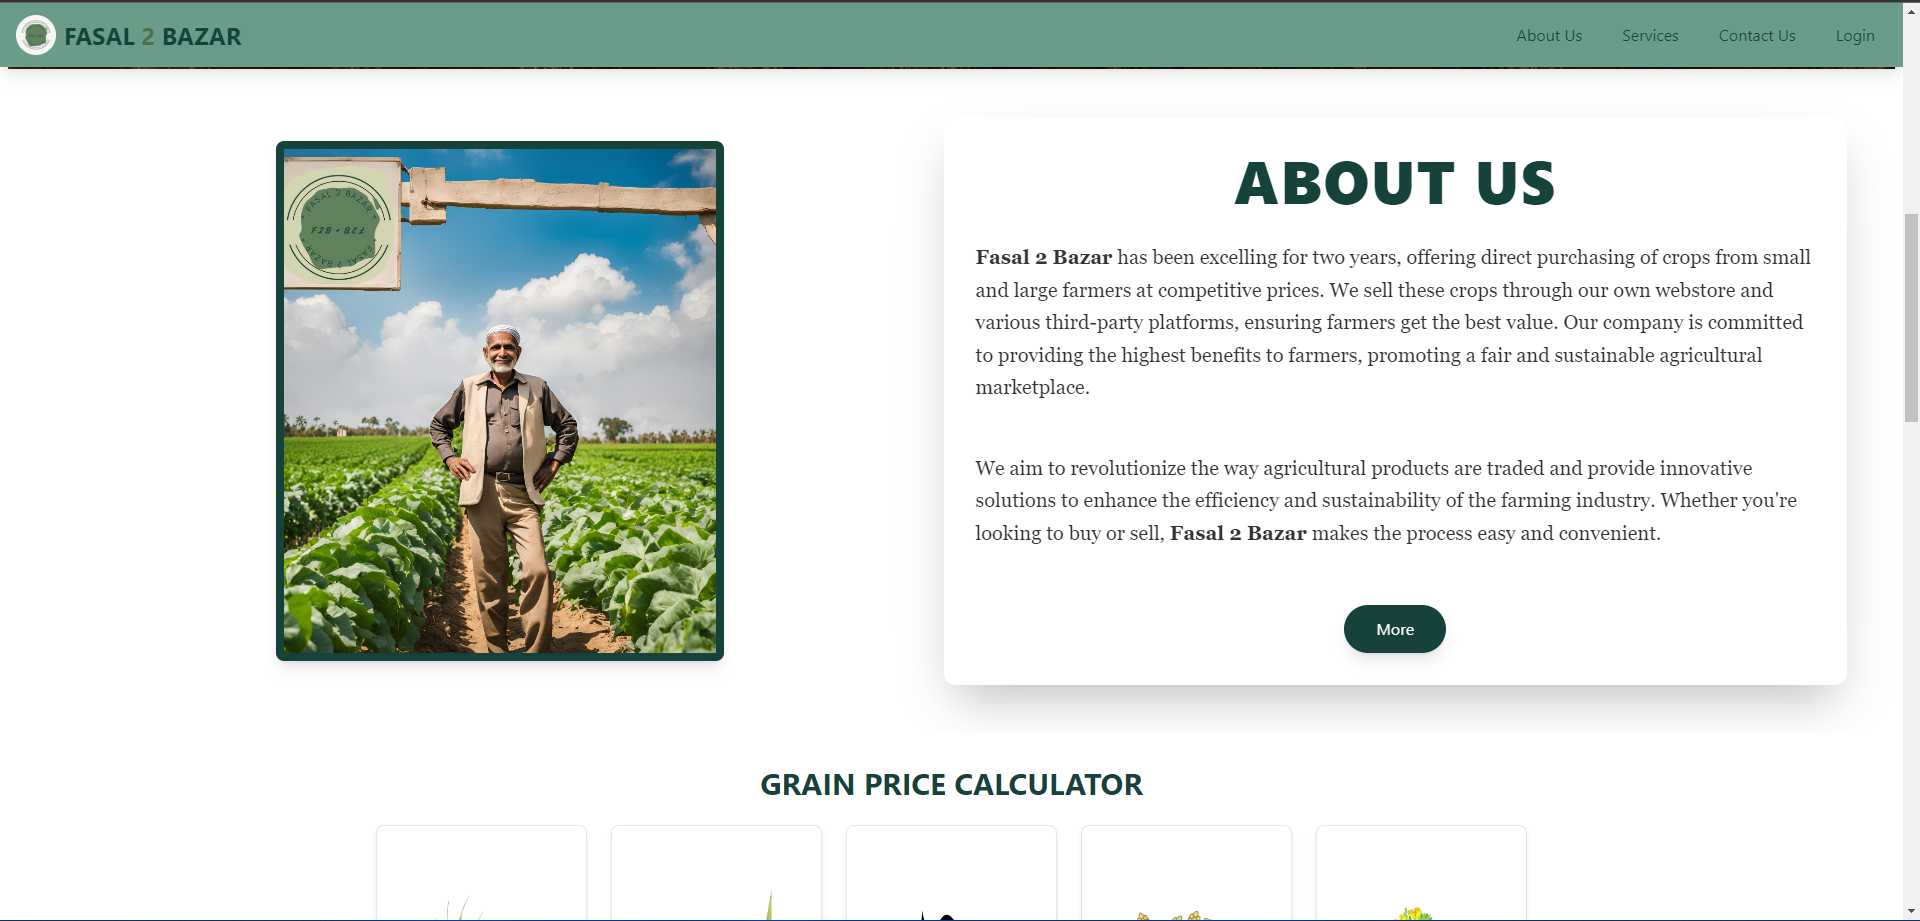 FASAL 2 BAZAR
About Us
Services
Contact Us
Login
FASAL 2 BAZAR
F2B + B2F
FASAL 2 BAZAR
ABOUT US
Fasal 2 Bazar has been excelling for two years, offering direct purchasing of crops from small
and large farmers at competitive prices. We sell these crops through our own webstore and
various third-party platforms, ensuring farmers get the best value. Our company is committed
to providing the highest benefits to farmers, promoting a fair and sustainable agricultural
marketplace.
We aim to revolutionize the way agricultural products are traded and provide innovative
solutions to enhance the efficiency and sustainability of the farming industry. Whether you're
looking to buy or sell, Fasal 2 Bazar makes the process easy and convenient.
More
GRAIN PRICE CALCULATOR